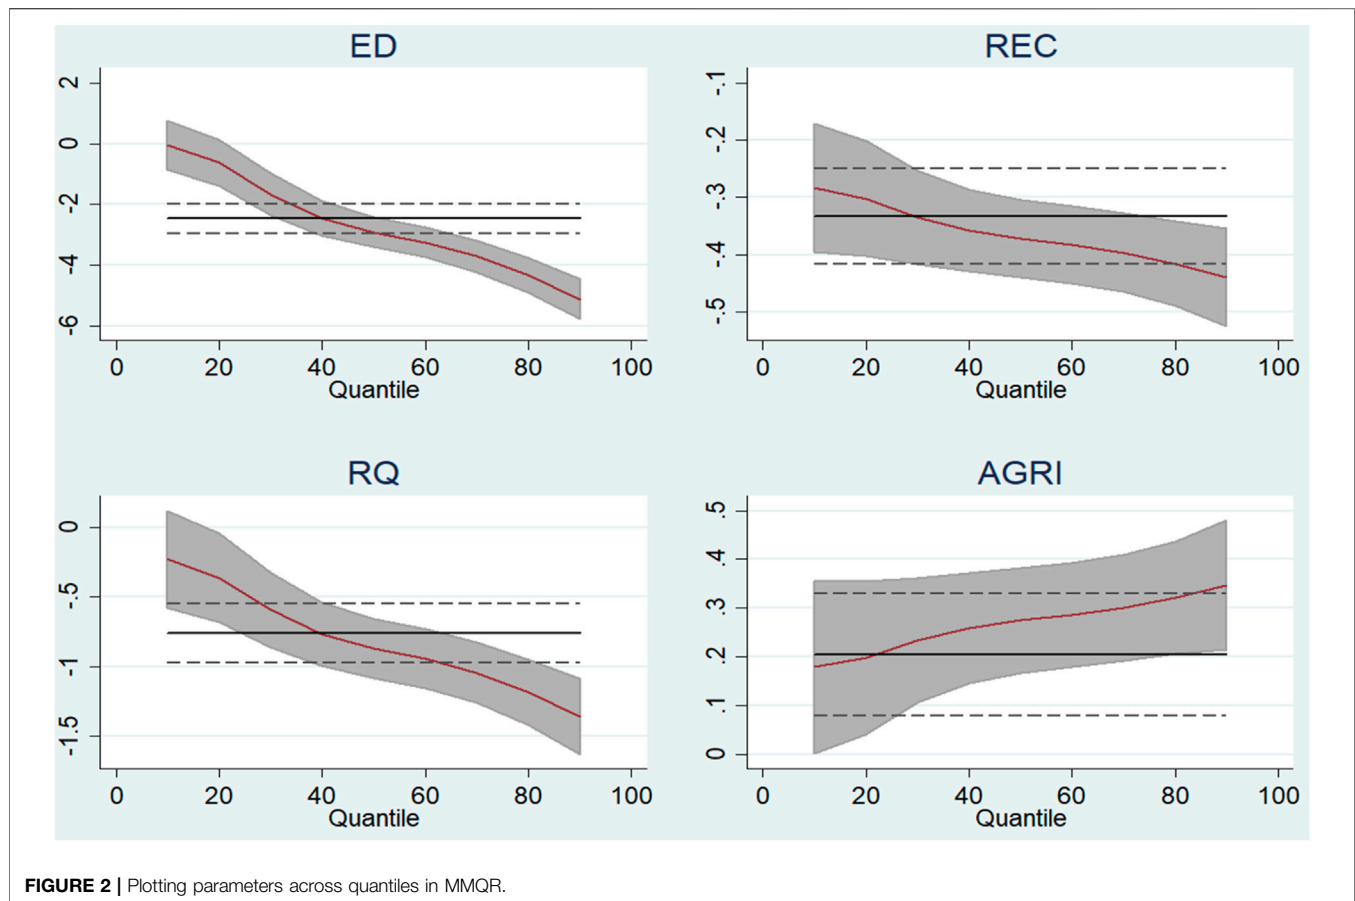 ED
2
0
-2
-4
-6
0 20 40 60 80 100
Quantile
REC
-.1
-.2
-.3
-.4
-.5
0 20 40 60 80 100
Quantile
RQ
0
-.5
-1
-1.5
0 20 40 60 80 100
Quantile
AGRI
.5
.4
.3
.2
.1
0
0 20 40 60 80 100
Quantile
FIGURE 2 | Plotting parameters across quantiles in MMQR.